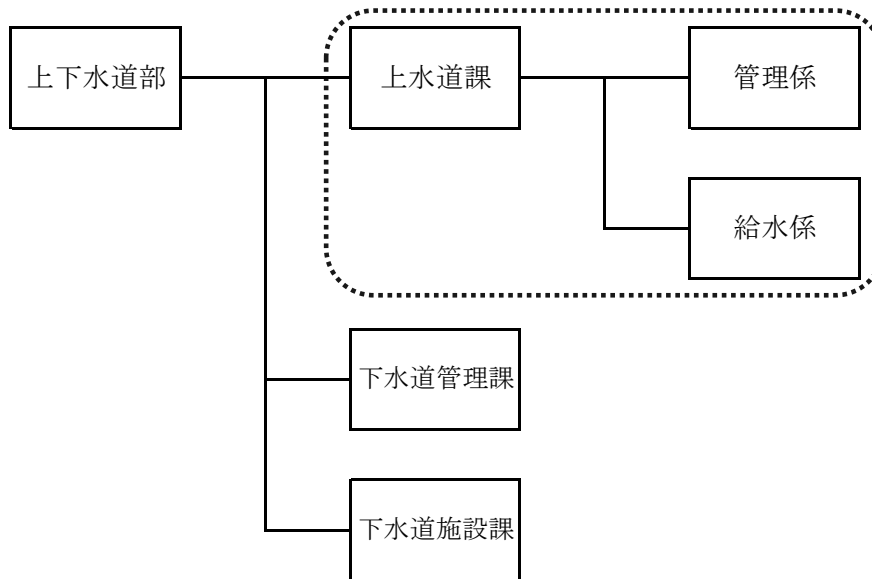 上下水道部
上水道課
管理係
給水係
下水道管理課
下水道施設課